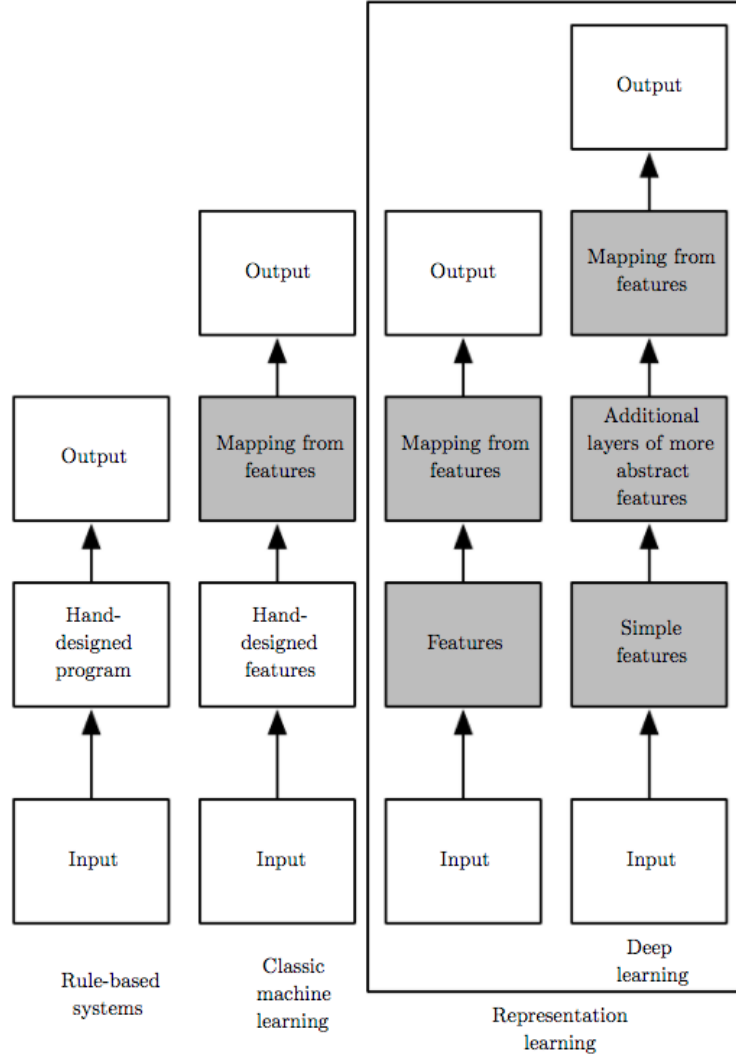 Output
Mapping from
features
Additional
layers of more
abstract
features
Simple
features
Input
Deep
learning
Output
Mapping from
features
Features
Input
Representation
learning
Output
Mapping from
features
Hand-
designed
features
Input
Classic
machine
learning
Output
Hand-
designed
program
Input
Rule-based
systems